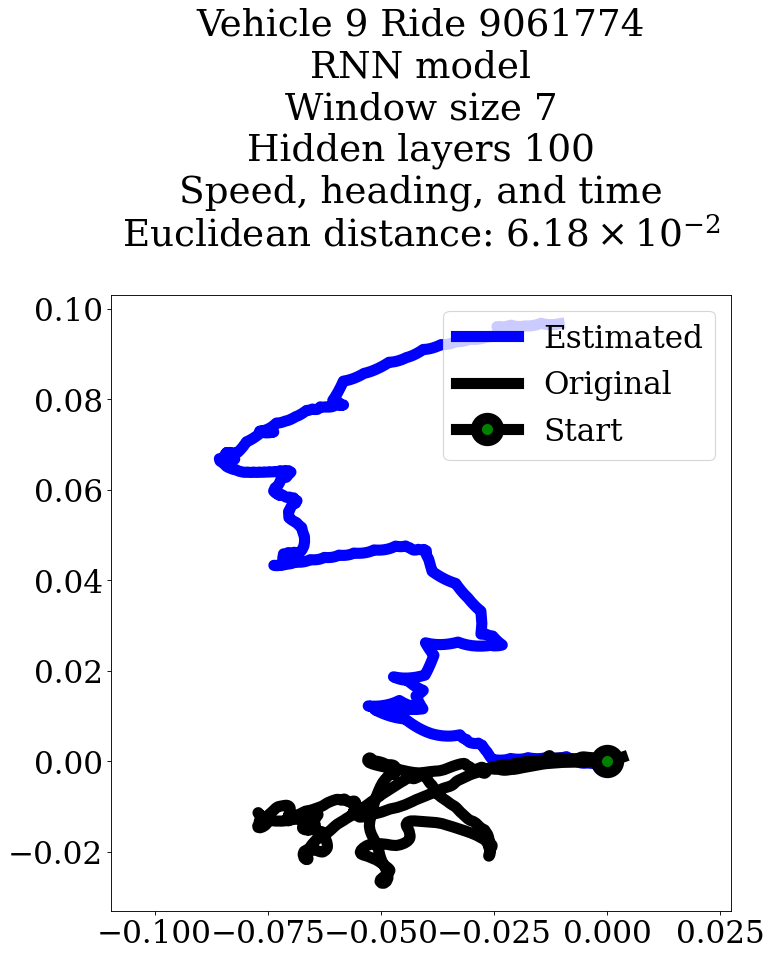 Vehicle 9 Ride 9061774
RNN model
Window size 7
Hidden layers 100
Speed, heading, and time
Euclidean distance: 6.18 × 10⁻²
Estimated
Original
Start
0.10
0.08
0.06
0.04
0.02
0.00
−0.02
−0.100 −0.075 −0.050 −0.025 0.000 0.025